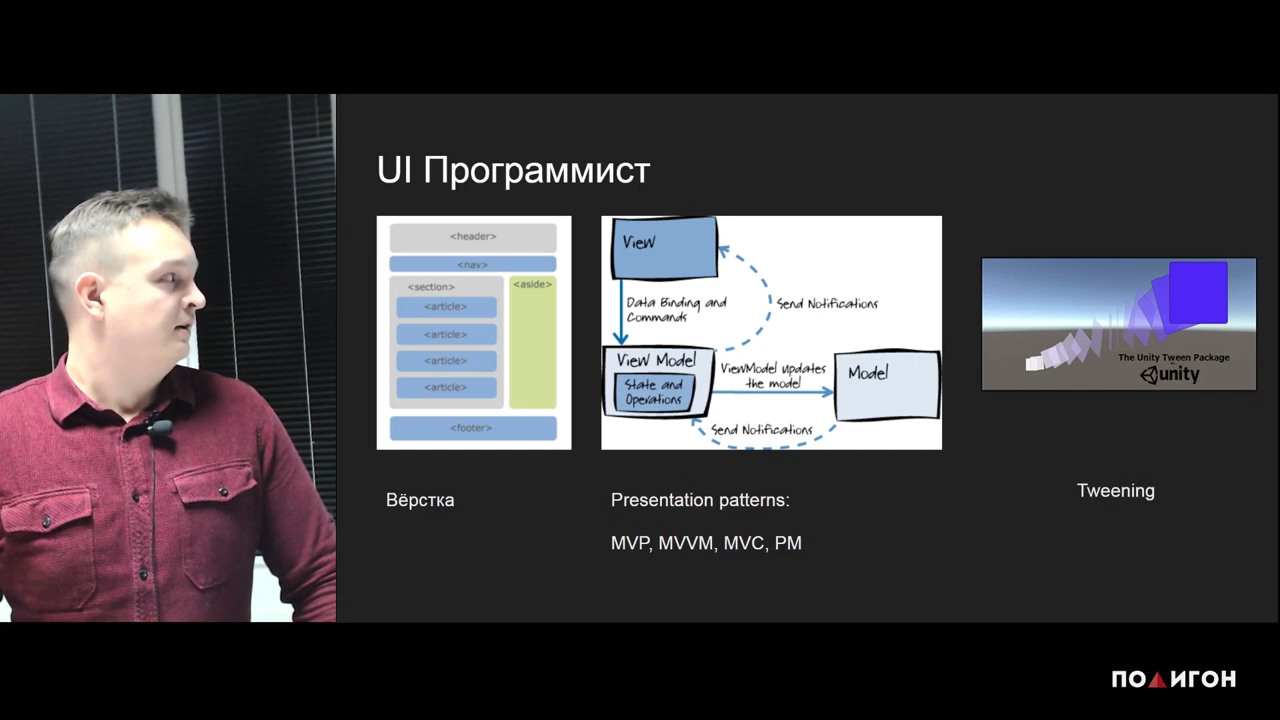 UI Программист
<header>
<nav>
<section>
<aside>
<article>
<article>
<article>
<article>
<footer>
View
Data Binding and
Commands
Send Notifications
View Model
State and
Operations
ViewModel updates
the model
Model
Send Notifications
The Unity Tween Package
unity
Вёрстка
Presentation patterns:
MVP, MVVM, MVC, PM
Tweening
ПОЛИГОН